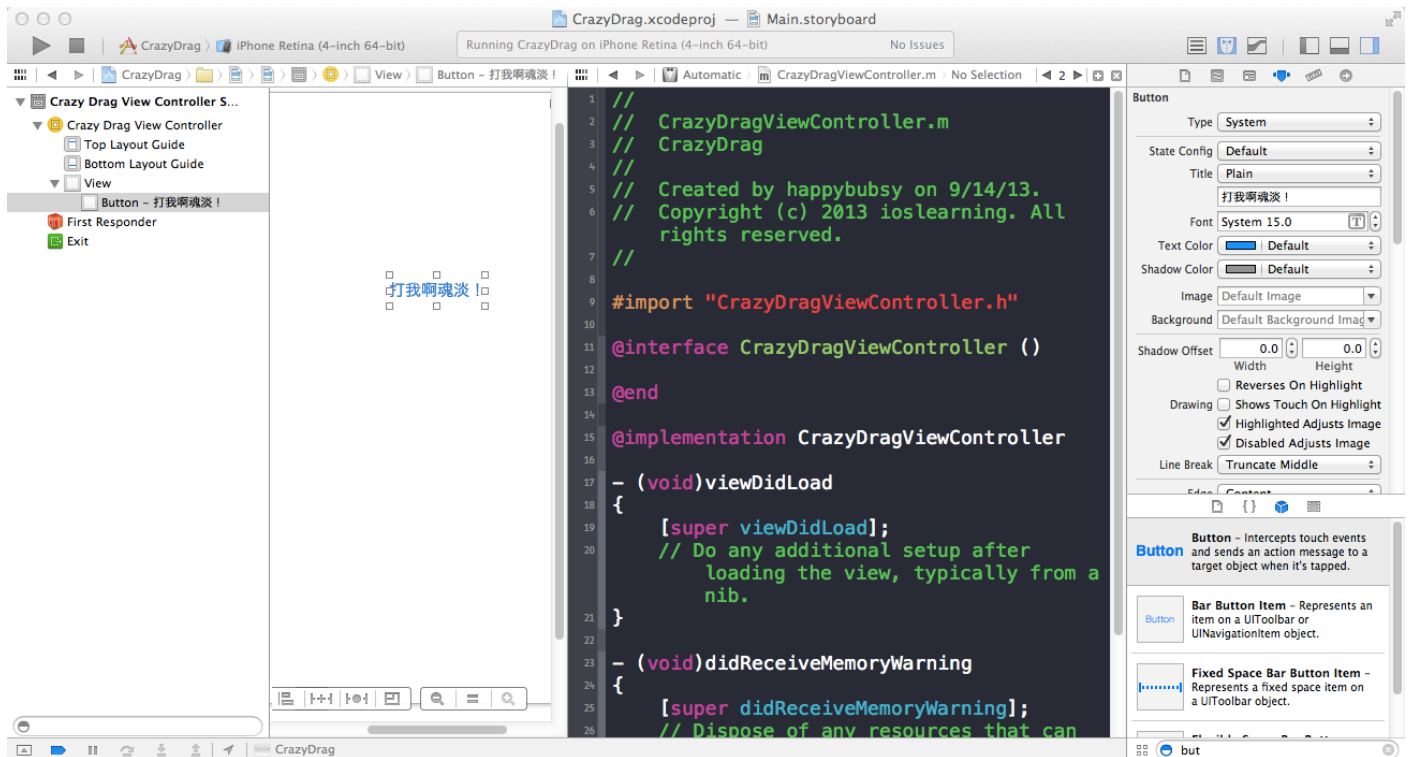 CrazyDrag.xcodeproj — Main.storyboard
CrazyDrag iPhone Retina (4-inch 64-bit)
Running CrazyDrag on iPhone Retina (4-inch 64-bit) No Issues
CrazyDrag View Button - 打我啊魂淡!
Automatic CrazyDragViewController.m No Selection 2
Crazy Drag View Controller S...
Crazy Drag View Controller
Top Layout Guide
Bottom Layout Guide
View
Button - 打我啊魂淡!
First Responder
Exit
打我啊魂淡!
1 //
2 // CrazyDragViewController.m
3 // CrazyDrag
4 //
5 // Created by happybubsy on 9/14/13.
6 // Copyright (c) 2013 ioslearning. All
rights reserved.
7 //
8
9 #import "CrazyDragViewController.h"
10
11 @interface CrazyDragViewController ()
12
13 @end
14
15 @implementation CrazyDragViewController
16
17 - (void)viewDidLoad
18 {
19 [super viewDidLoad];
20 // Do any additional setup after
loading the view, typically from a
nib.
21 }
22
23 - (void)didReceiveMemoryWarning
24 {
25 [super didReceiveMemoryWarning];
26 // Dispose of any resources that can
Button
Type System
State Config Default
Title Plain
打我啊魂淡!
Font System 15.0
Text Color Default
Shadow Color Default
Image Default Image
Background Default Background Imag
Shadow Offset 0.0 0.0
Width Height
Reverses On Highlight
Drawing Shows Touch On Highlight
Highlighted Adjusts Image
Disabled Adjusts Image
Line Break Truncate Middle
Edge Content
Button Button - Intercepts touch events
and sends an action message to a
target object when it's tapped.
Button Bar Button Item - Represents an
item on a UIToolbar or
UINavigationItem object.
Fixed Space Bar Button Item -
Represents a fixed space item on
a UIToolbar object.
CrazyDrag
but